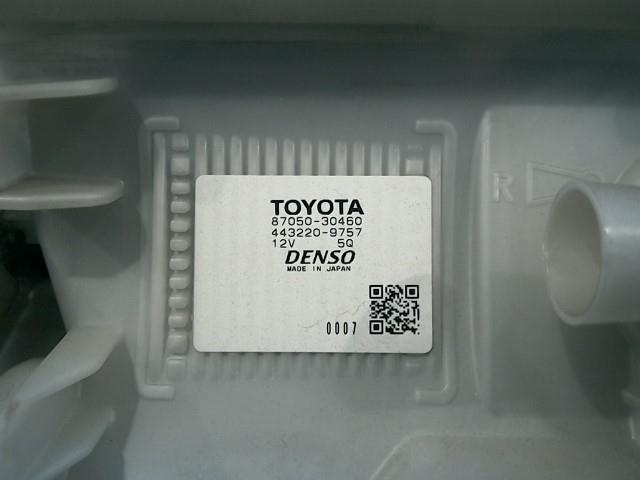 TOYOTA
87050-30460
443220-9757
12V 5Q
DENSO
MADE IN JAPAN
0007
R